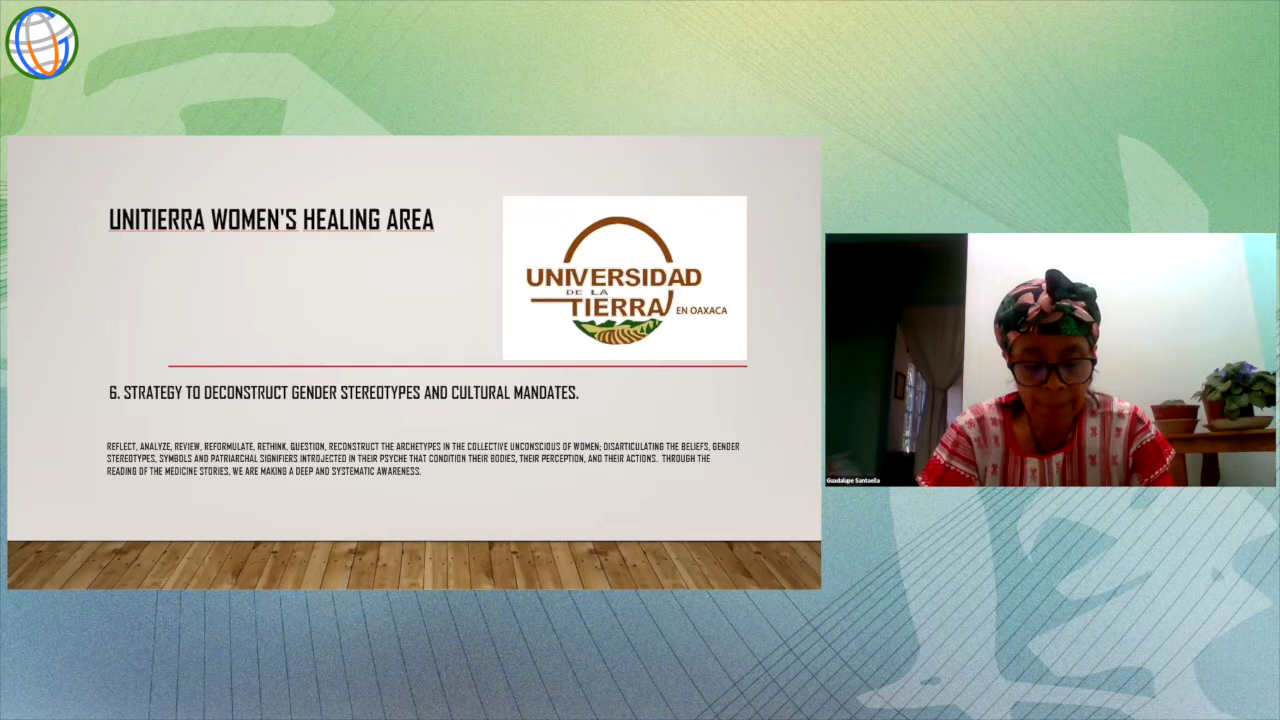 UNITIERRA WOMEN'S HEALING AREA
UNIVERSIDAD
DE LA
TIERRA
EN OAXACA
6. STRATEGY TO DECONSTRUCT GENDER STEREOTYPES AND CULTURAL MANDATES.
REFLECT, ANALYZE, REVIEW, REFORMULATE, RETHINK, QUESTION, RECONSTRUCT THE ARCHETYPES IN THE COLLECTIVE UNCONSCIOUS OF WOMEN; DISARTICULATING THE BELIEFS, GENDER
STEREOTYPES, SYMBOLS AND PATRIARCHAL SIGNIFIERS INTROJECTED IN THEIR PSYCHE THAT CONDITION THEIR BODIES, THEIR PERCEPTION, AND THEIR ACTIONS. THROUGH THE
READING OF THE MEDICINE STORIES, WE ARE MAKING A DEEP AND SYSTEMATIC AWARENESS.
Guadalupe Santaella